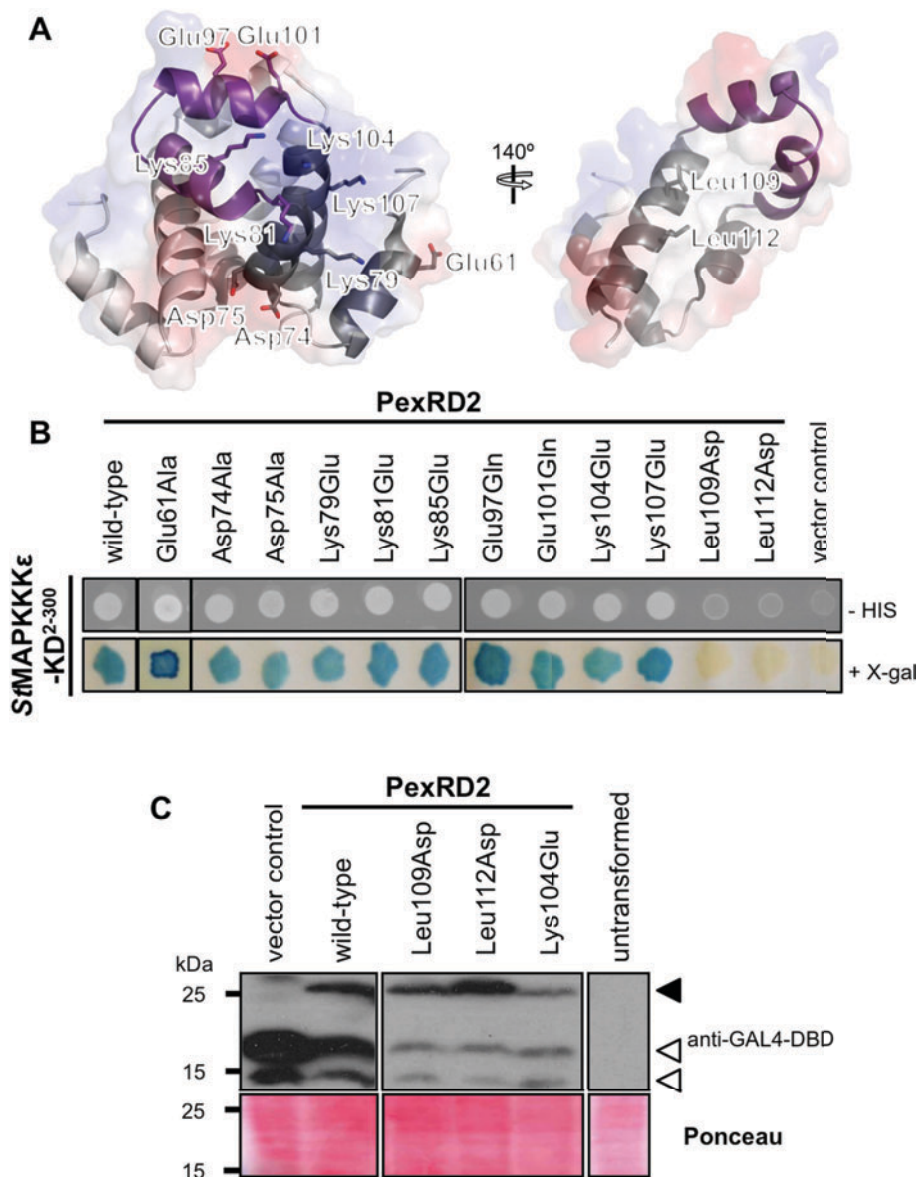 A
Glu97 Glu101
Lys104
Lys85
Lys107
Lys81
Lys79
Glu61
Asp75
Asp74
140º
Leu109
Leu112
PexRD2
B
wild-type
Glu61Ala
Asp74Ala
Asp75Ala
Lys79Glu
Lys81Glu
Lys85Glu
Glu97Gln
Glu101Gln
Lys104Glu
Lys107Glu
Leu109Asp
Leu112Asp
vector control
StMAPKKKε
-KD2-300
- HIS
+ X-gal
C
PexRD2
vector control
wild-type
Leu109Asp
Leu112Asp
Lys104Glu
untransformed
kDa
25
15
anti-GAL4-DBD
25
15
Ponceau